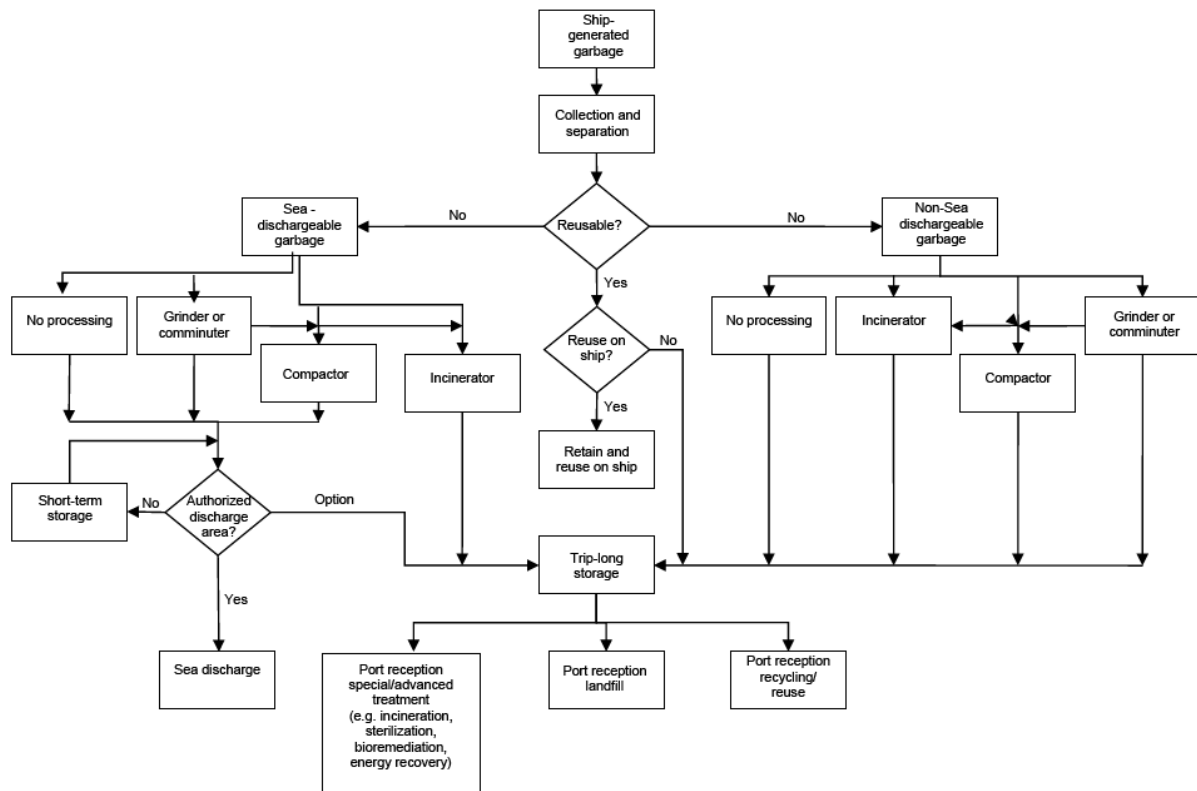 Ship-
generated
garbage
Collection and
separation
Sea -
dischargeable
garbage
No
Reusable?
No
Non-Sea
dischargeable
garbage
Yes
No processing
Grinder or
comminuter
Compactor
Incinerator
Reuse on
ship?
No
Yes
Retain and
reuse on ship
No processing
Incinerator
Compactor
Grinder or
comminuter
Short-term
storage
No
Authorized
discharge
area?
Option
Yes
Sea discharge
Trip-long
storage
Port reception
special/advanced
treatment
(e.g. incineration,
sterilization,
bioremediation,
energy recovery)
Port reception
landfill
Port reception
recycling/
reuse